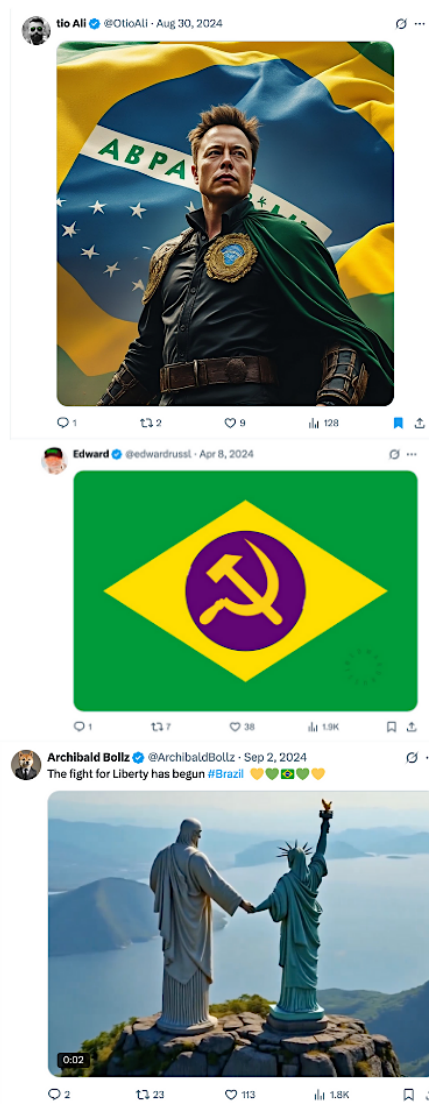 tio Ali @OtioAli · Aug 30, 2024
ABPA
1 2 9 128
Edward @edwardrussl · Apr 8, 2024
1 7 38 1.9K
Archibald Bollz @ArchibaldBollz · Sep 2, 2024
The fight for Liberty has begun #Brazil 💛💚🇧🇷💚💛
0:02
2 23 113 1.8K